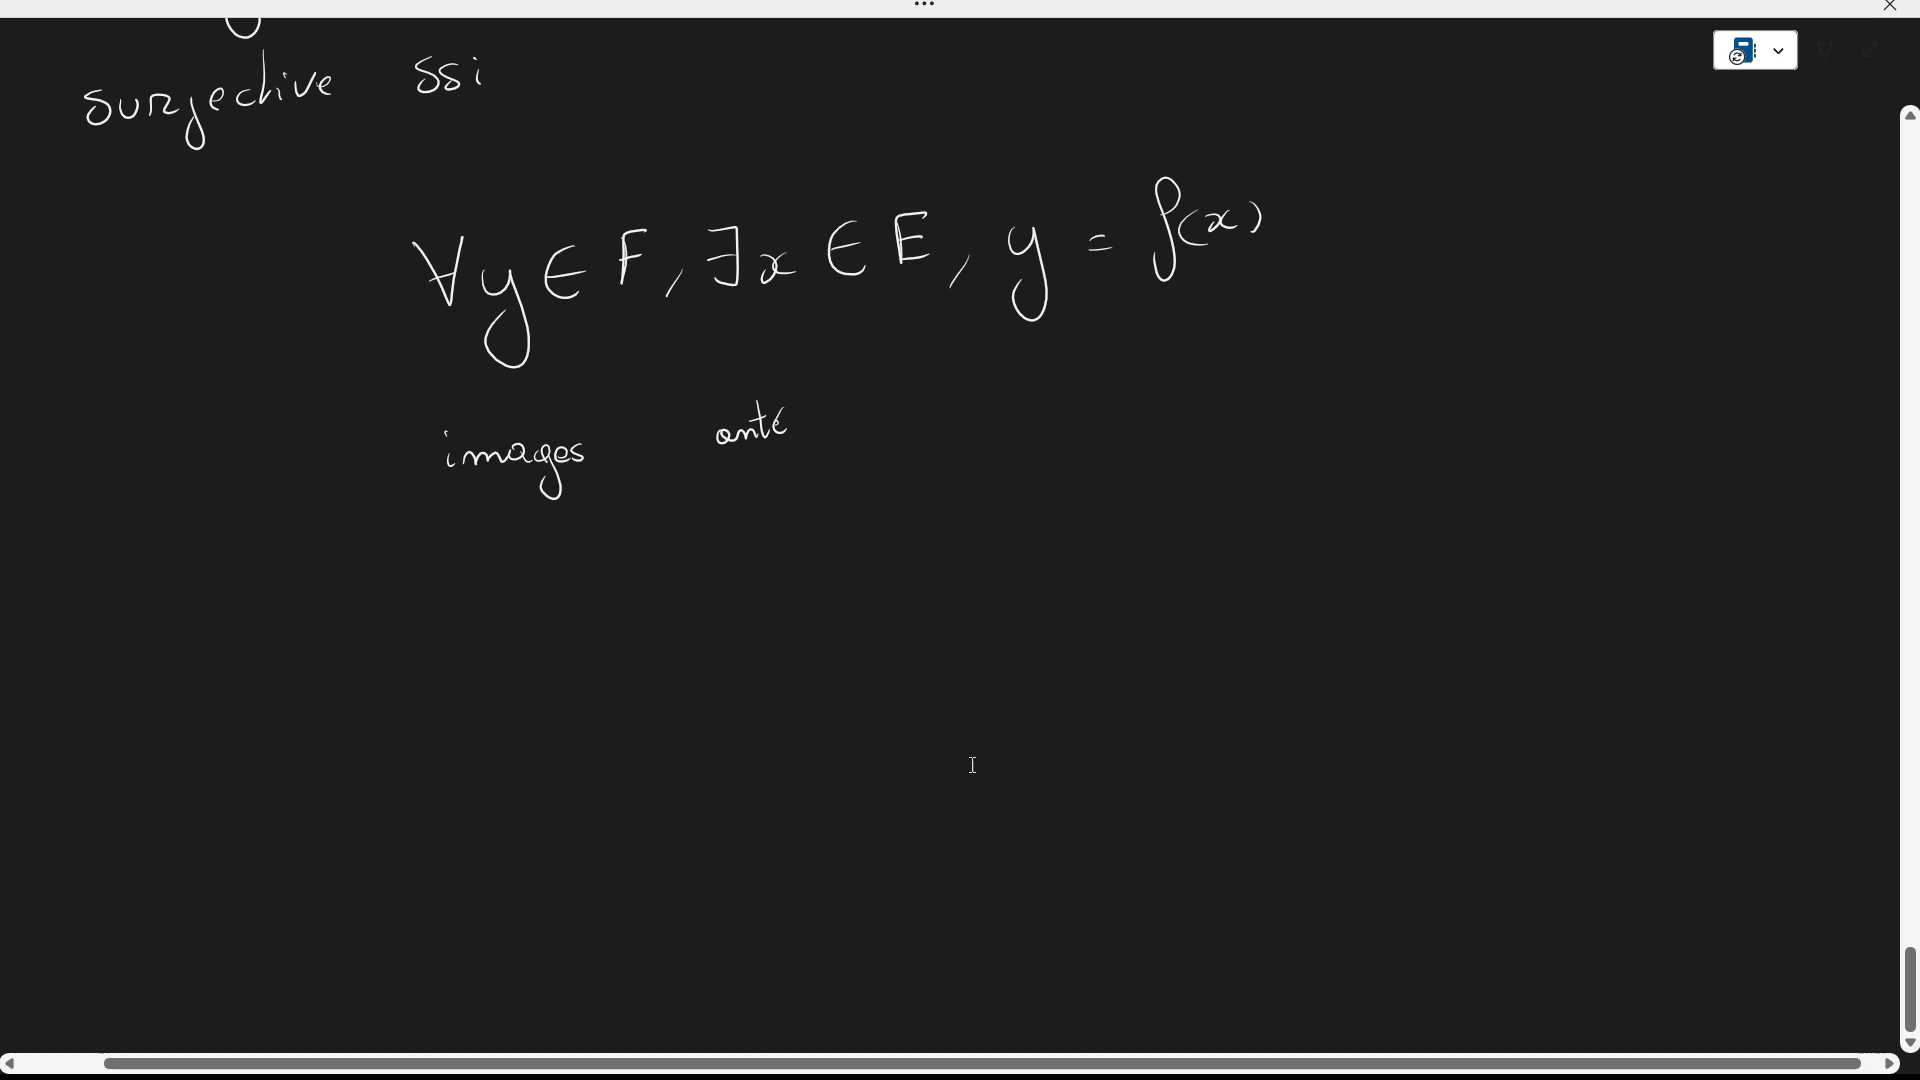 surjective ssi
∀y ∈ F, ∃x ∈ E, y = f(x)
images anté